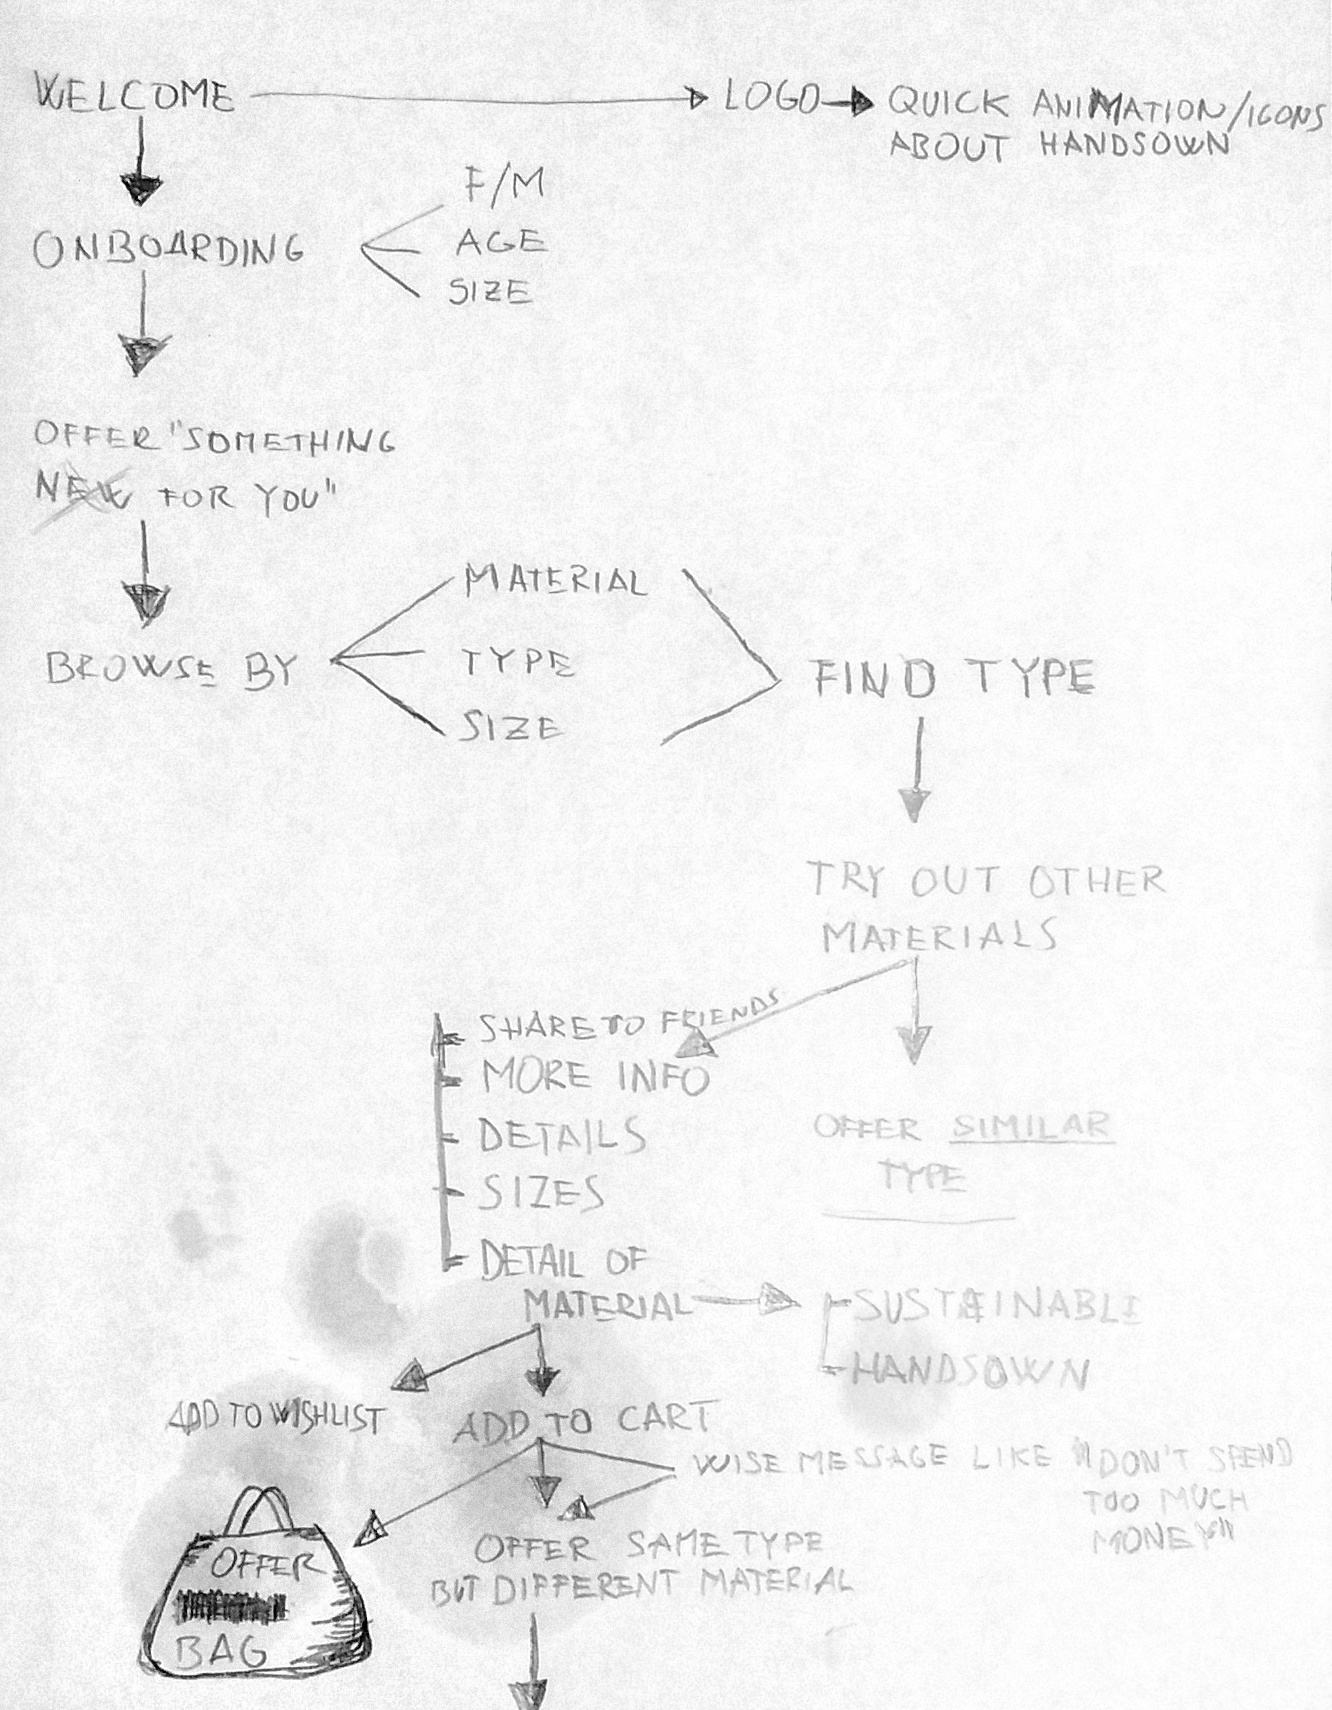 WELCOME
LOGO
QUICK ANIMATION/ICONS
ABOUT HANDSOWN
ONBOARDING
F/M
AGE
SIZE
OFFER "SOMETHING
NEW FOR YOU"
BROWSE BY
MATERIAL
TYPE
SIZE
FIND TYPE
TRY OUT OTHER
MATERIALS
SHARE TO FRIENDS
MORE INFO
DETAILS
SIZES
DETAIL OF
MATERIAL
OFFER SIMILAR
TYPE
SUSTAINABLE
HANDSOWN
ADD TO WISHLIST
ADD TO CART
WISE MESSAGE LIKE "DON'T SPEND
TOO MUCH
MONEY"
OFFER
BAG
OFFER SAME TYPE
BUT DIFFERENT MATERIAL